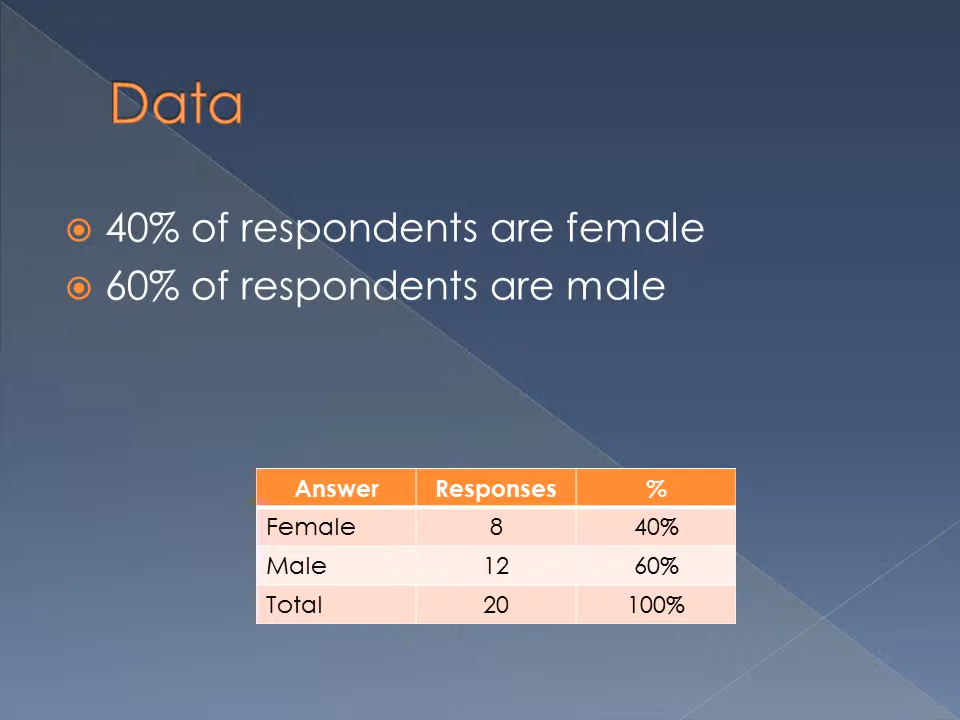 Data
40% of respondents are female
60% of respondents are male
Answer Responses %
Female 8 40%
Male 12 60%
Total 20 100%